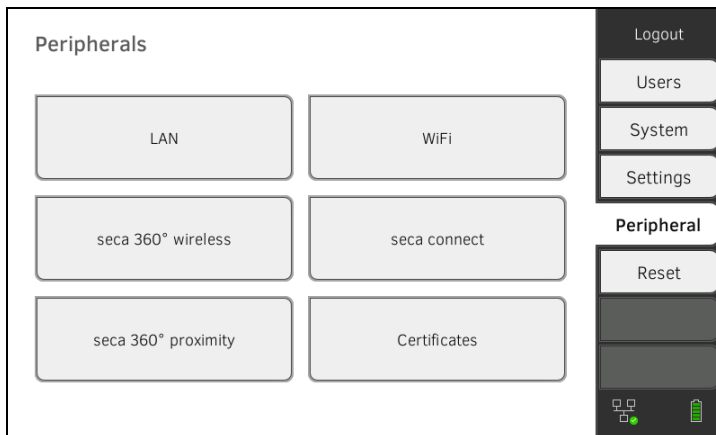 Peripherals
LAN
WiFi
seca 360° wireless
seca connect
seca 360° proximity
Certificates
Logout
Users
System
Settings
Peripheral
Reset